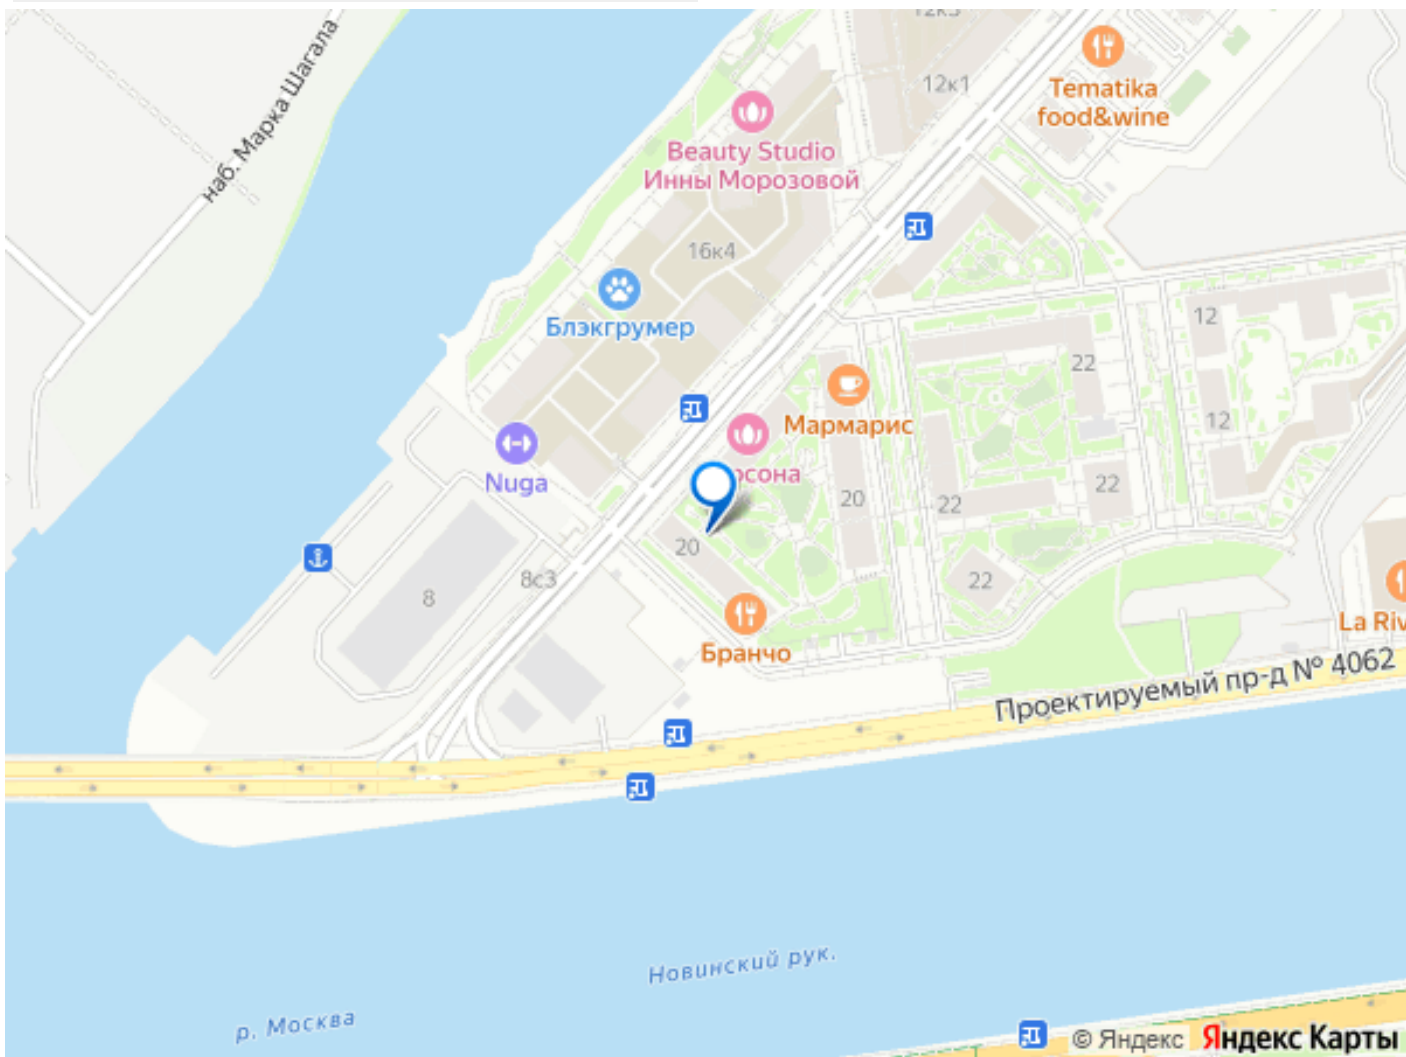 12к3
Tematika
food&wine
12к1
наб. Марка Шагала
Beauty Studio
Инны Морозовой
16к4
Блэкгрумер
12
22
12
Мармарис
Nuga
20
22
22
20
8с3
8
22
Бранчо
La Riv
Проектируемый пр-д № 4062
Новинский рук.
р. Москва
© Яндекс Яндекс Карты